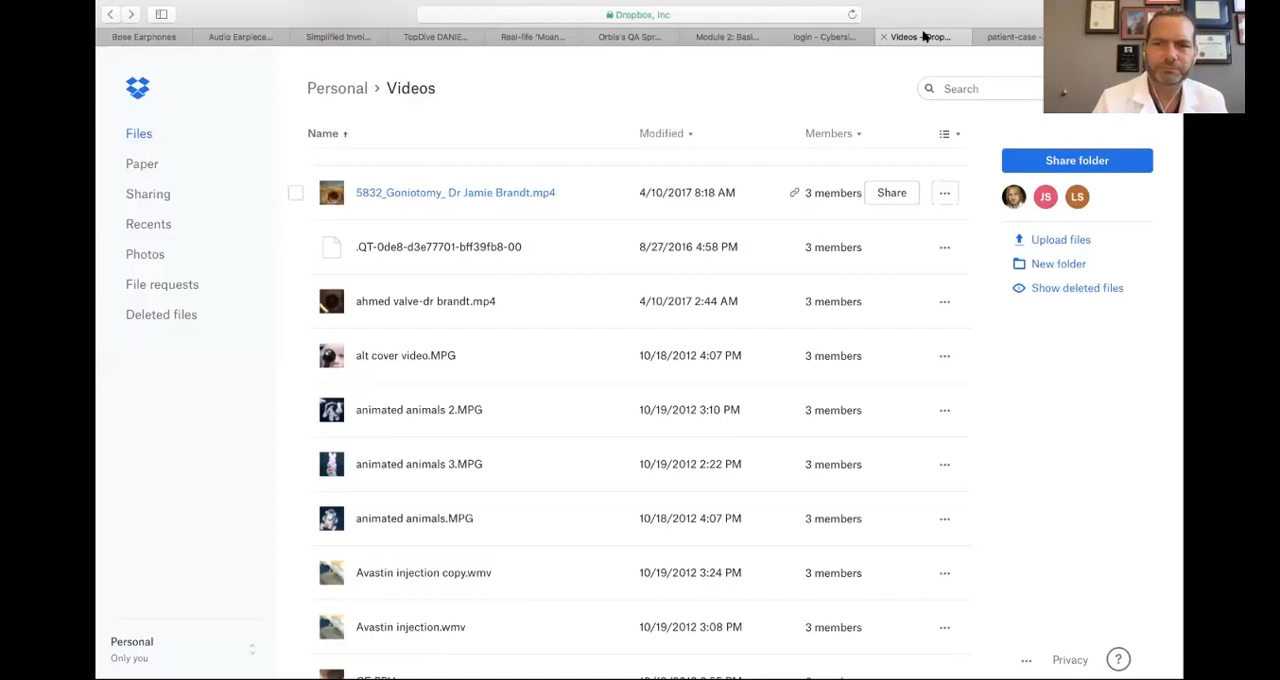 Dropbox, Inc
Bose Earphones
Audio Earpiece...
Simplified Invoi...
TopDive DANIE...
Real-life 'Moan...
Orbis's QA Spr...
Module 2: Basi...
login - Cybersi...
Videos - Drop...
patient-case -
Personal › Videos
Search
Files
Paper
Sharing
Recents
Photos
File requests
Deleted files
Name
Modified
Members
5832_Goniotomy_ Dr Jamie Brandt.mp4 4/10/2017 8:18 AM 3 members Share
.QT-0de8-d3e77701-bff39fb8-00 8/27/2016 4:58 PM 3 members
ahmed valve-dr brandt.mp4 4/10/2017 2:44 AM 3 members
alt cover video.MPG 10/18/2012 4:07 PM 3 members
animated animals 2.MPG 10/19/2012 3:10 PM 3 members
animated animals 3.MPG 10/19/2012 2:22 PM 3 members
animated animals.MPG 10/18/2012 4:07 PM 3 members
Avastin injection copy.wmv 10/19/2012 3:24 PM 3 members
Avastin injection.wmv 10/19/2012 3:08 PM 3 members
Share folder
JS
LS
Upload files
New folder
Show deleted files
Personal
Only you
Privacy
?